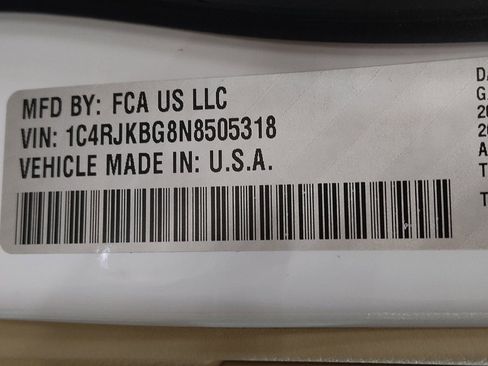 MFD BY: FCA US LLC
VIN: 1C4RJKBG8N8505318
VEHICLE MADE IN: U.S.A.